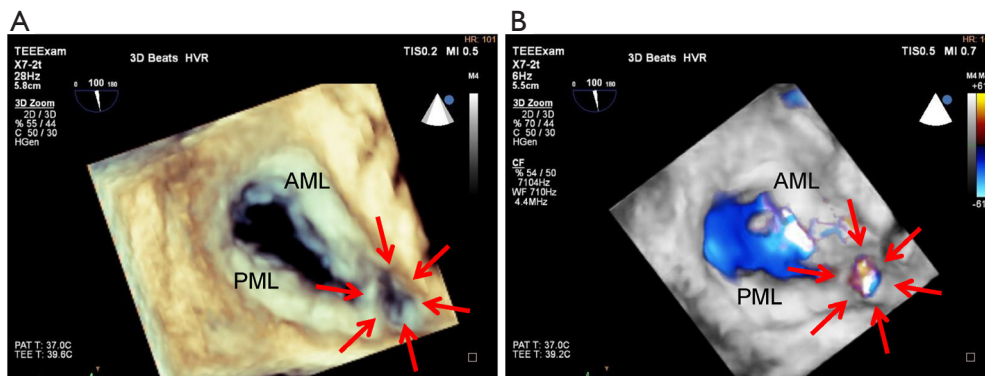 A
HR: 101
TEEExam
X7-2t
28Hz
5.8cm
3D Beats HVR
TIS0.2 MI 0.5
0 100 180
M4
3D Zoom
2D / 3D
% 55 / 44
C 50 / 30
HGen
AML
PML
PAT T: 37.0C
TEE T: 39.6C
B
TEEExam
X7-2t
6Hz
5.5cm
3D Beats HVR
TIS0.5 MI 0.7
0 100 180
M4
+61
3D Zoom
2D / 3D
% 70 / 44
C 50 / 30
HGen
CF
% 54 / 50
7104Hz
WF 710Hz
4.4MHz
-61
AML
PML
PAT T: 37.0C
TEE T: 39.2C